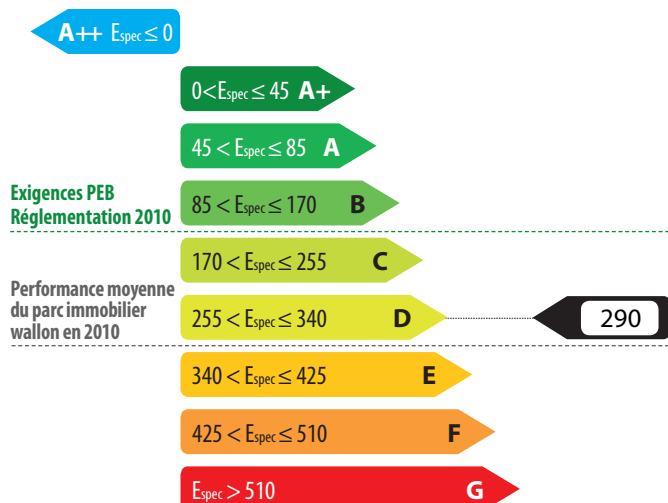 A++ Espec ≤ 0
0<Espec ≤ 45 A+
45 < Espec ≤ 85 A
Exigences PEB
Réglementation 2010
85 < Espec ≤ 170 B
170 < Espec ≤ 255 C
Performance moyenne
du parc immobilier
wallon en 2010
255 < Espec ≤ 340 D
290
340 < Espec ≤ 425 E
425 < Espec ≤ 510 F
Espec > 510 G